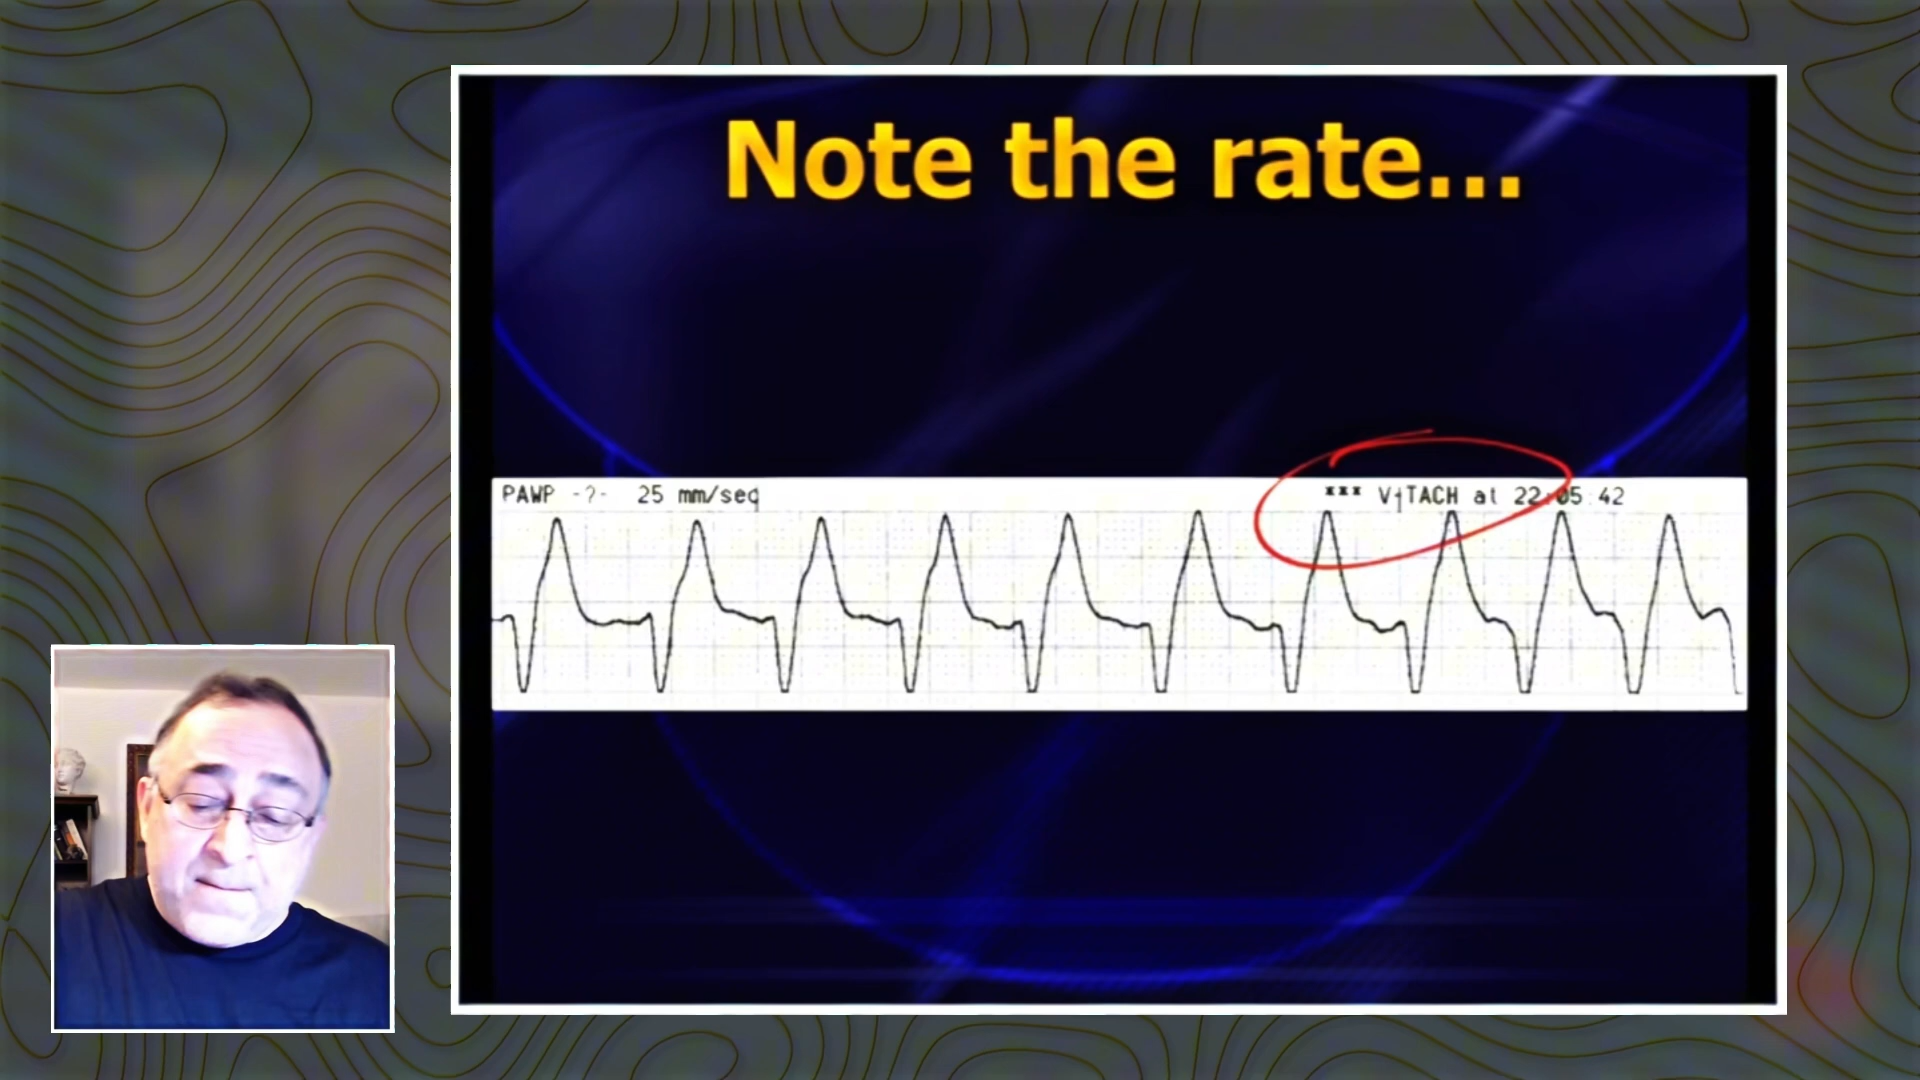 Note the rate...
PAWP -?- 25 mm/sec *** V-TACH at 22:05:42